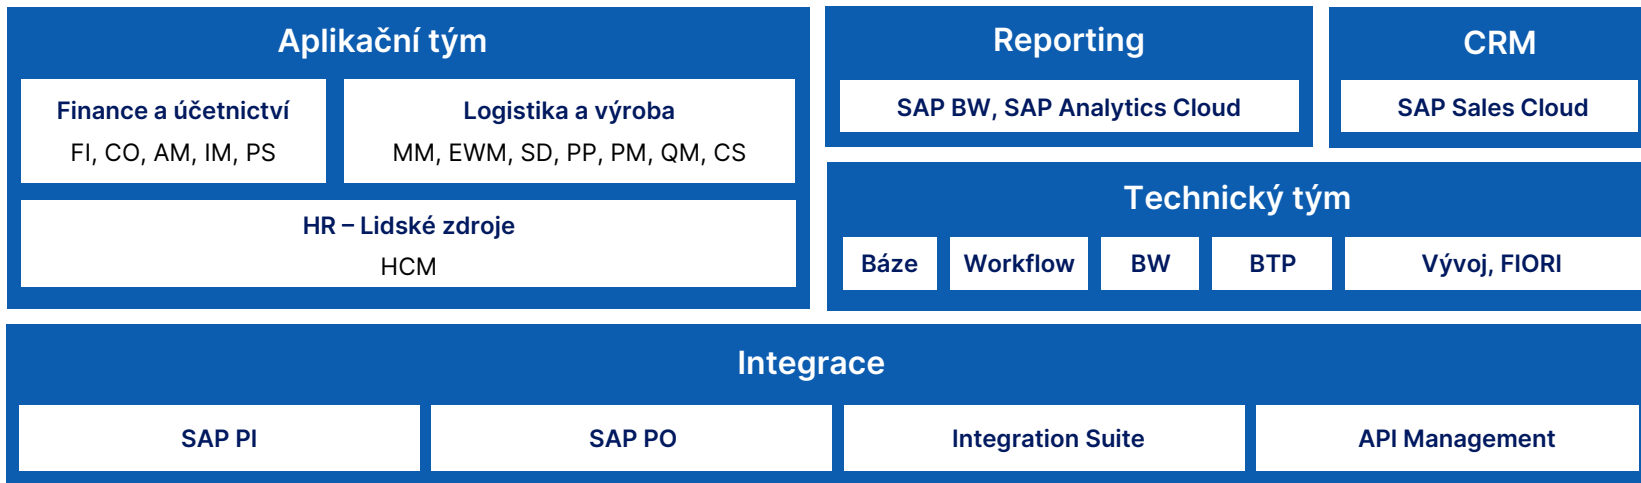 Aplikační tým
Finance a účetnictví
FI, CO, AM, IM, PS
Logistika a výroba
MM, EWM, SD, PP, PM, QM, CS
HR – Lidské zdroje
HCM
Reporting
SAP BW, SAP Analytics Cloud
CRM
SAP Sales Cloud
Technický tým
Báze
Workflow
BW
BTP
Vývoj, FIORI
Integrace
SAP PI
SAP PO
Integration Suite
API Management